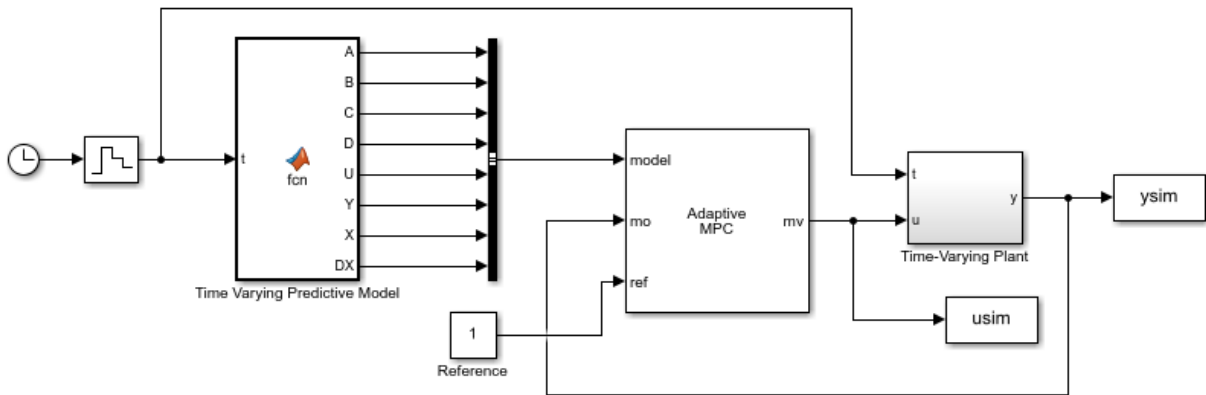 t
A
B
C
D
U
Y
X
DX
fcn
Time Varying Predictive Model
model
mo
ref
Adaptive
MPC
mv
1
Reference
t
u
y
Time-Varying Plant
ysim
usim